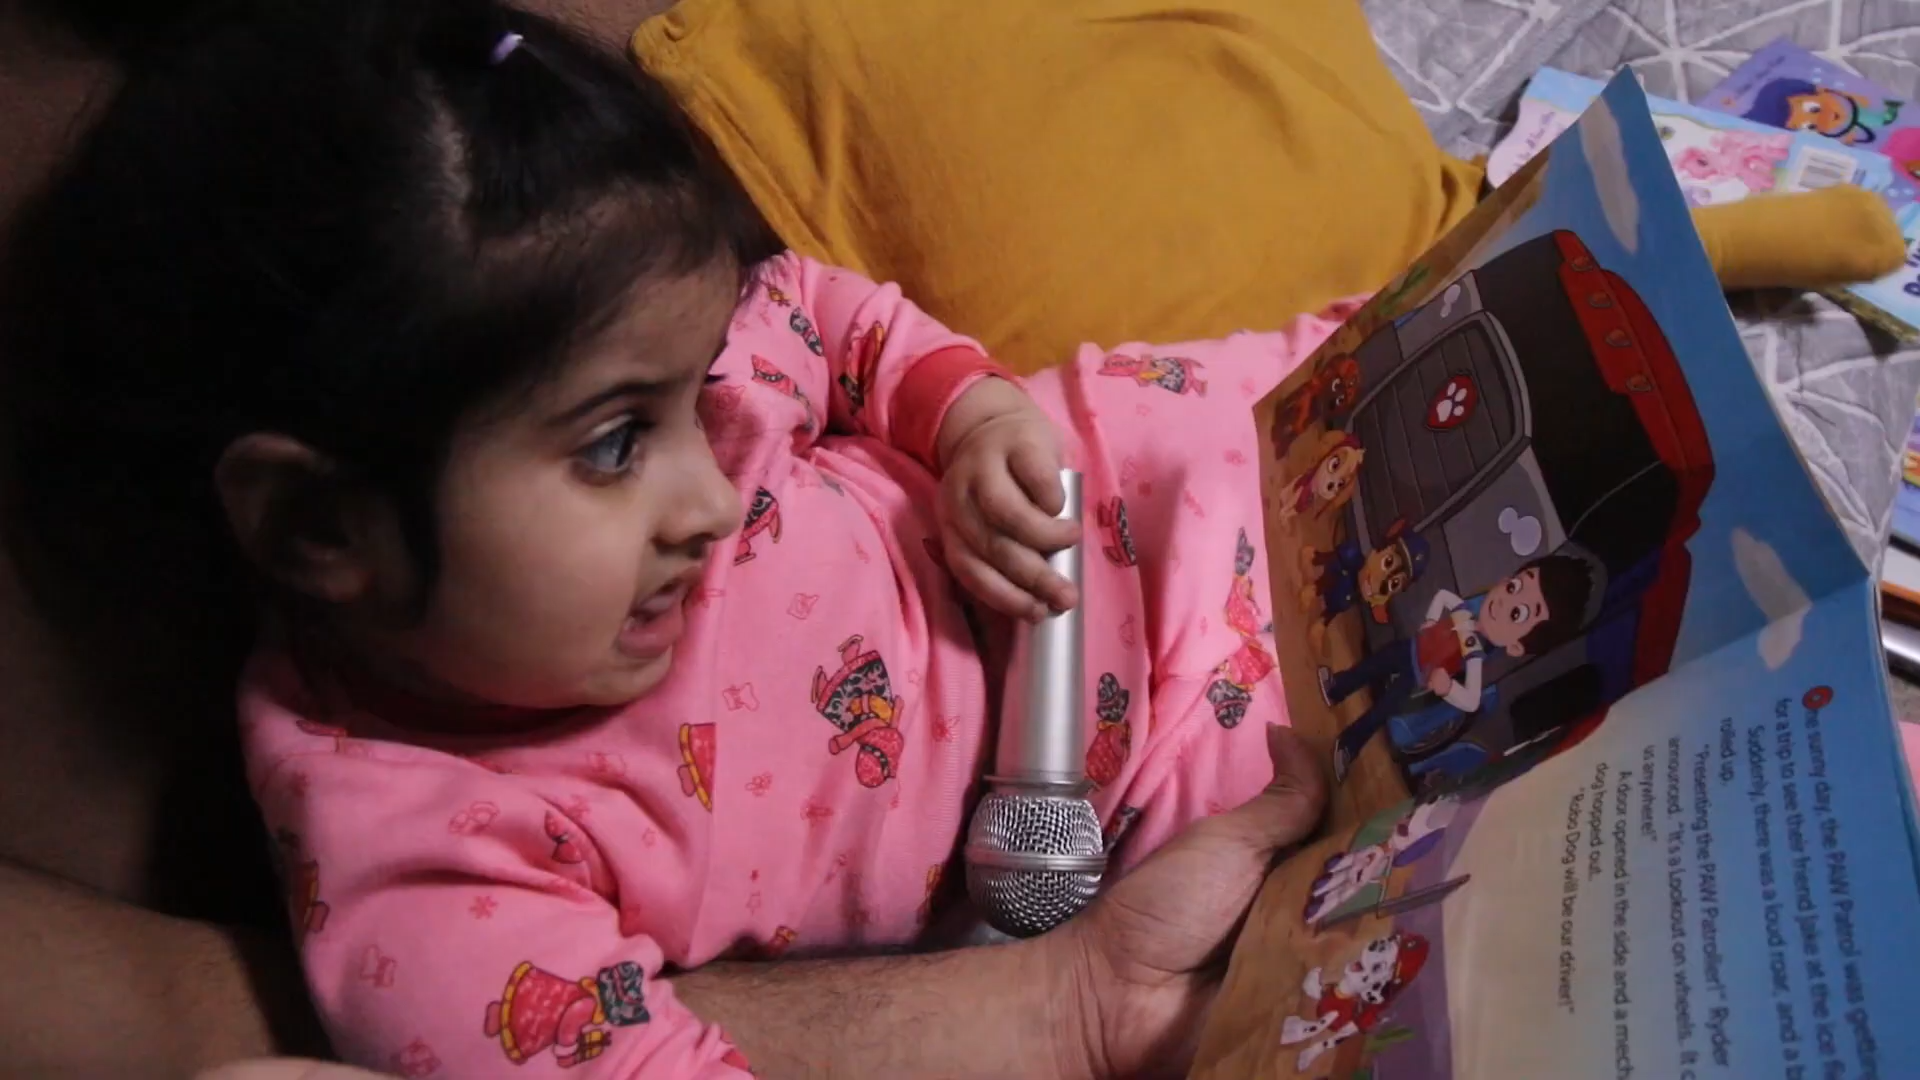 One sunny day, the PAW Patrol was getting
for a trip to see their friend Jake at the ice
Suddenly, there was a loud roar, and a b
rolled up.
"Presenting the PAW Patroller!" Ryder
announced. "It's a Lookout on wheels. It c
us anywhere!"
A door opened in the side and a mech
dog hopped out.
"Robo Dog will be our driver!"